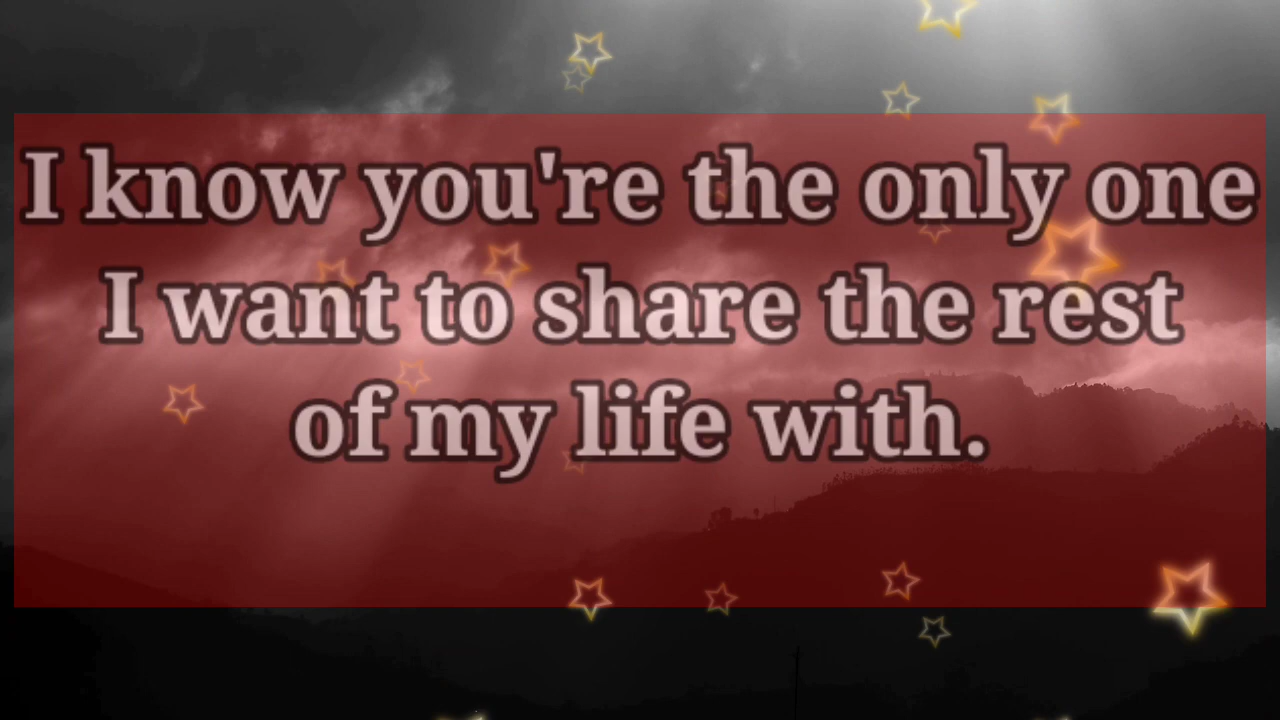 I know you're the only one
I want to share the rest
of my life with.